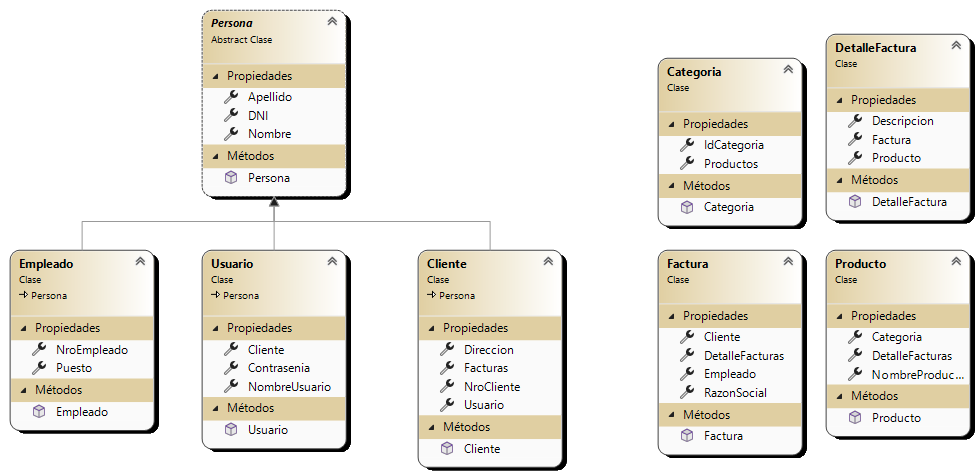 Persona
Abstract Clase
Propiedades
Apellido
DNI
Nombre
Métodos
Persona
Categoria
Clase
Propiedades
IdCategoria
Productos
Métodos
Categoria
DetalleFactura
Clase
Propiedades
Descripcion
Factura
Producto
Métodos
DetalleFactura
Empleado
Clase
Persona
Propiedades
NroEmpleado
Puesto
Métodos
Empleado
Usuario
Clase
Persona
Propiedades
Cliente
Contrasenia
NombreUsuario
Métodos
Usuario
Cliente
Clase
Persona
Propiedades
Direccion
Facturas
NroCliente
Usuario
Métodos
Cliente
Factura
Clase
Propiedades
Cliente
DetalleFacturas
Empleado
RazonSocial
Métodos
Factura
Producto
Clase
Propiedades
Categoria
DetalleFacturas
NombreProduc...
Métodos
Producto